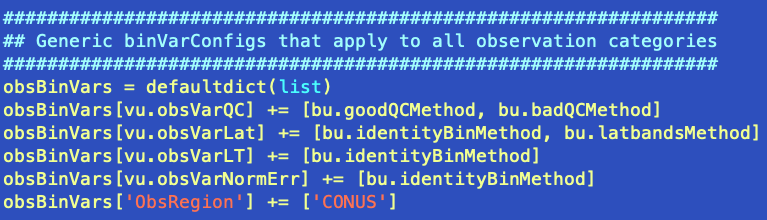 #################################################################
## Generic binVarConfigs that apply to all observation categories
#################################################################
obsBinVars = defaultdict(list)
obsBinVars[vu.obsVarQC] += [bu.goodQCMethod, bu.badQCMethod]
obsBinVars[vu.obsVarLat] += [bu.identityBinMethod, bu.latbandsMethod]
obsBinVars[vu.obsVarLT] += [bu.identityBinMethod]
obsBinVars[vu.obsVarNormErr] += [bu.identityBinMethod]
obsBinVars['ObsRegion'] += ['CONUS']